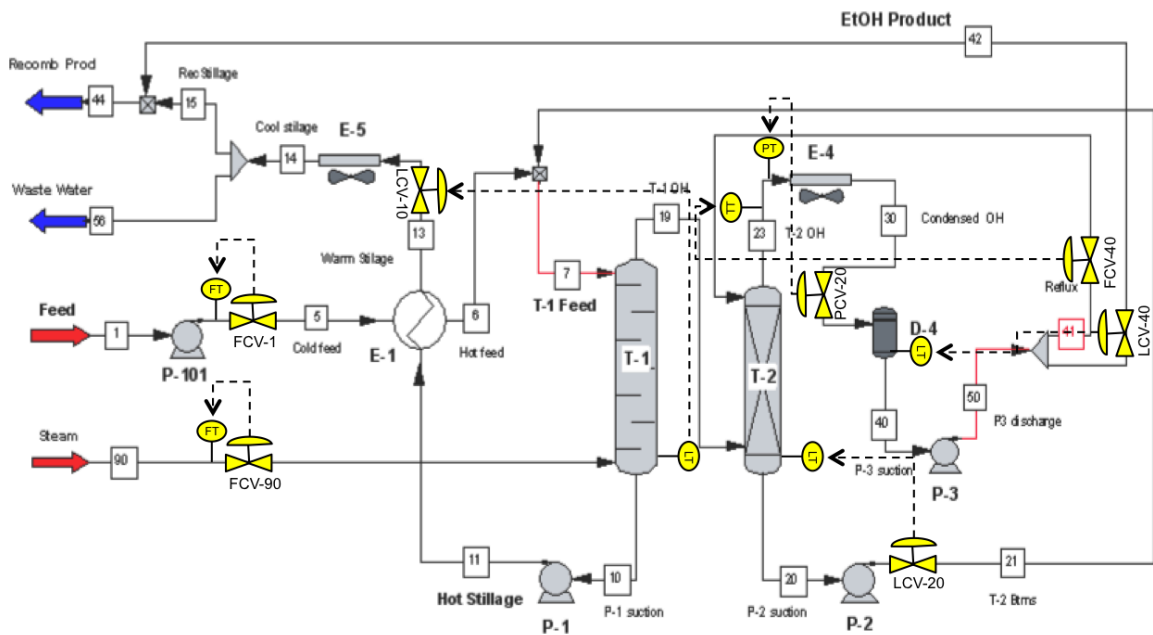 EtOH Product
42
Recomb Prod
RecStillage
44
15
Cool stilage
E-5
PT
E-4
14
LCV-10
T-1 OH
TT
Waste Water
19
30
Condensed OH
56
13
23
T-2 OH
FCV-40
Warm Stilage
7
PCV-20
Reflux
FT
T-1 Feed
Feed
6
D-4
41
LCV-40
1
5
FCV-1
Cold feed
Hot feed
LT
P-101
E-1
T-1
T-2
50
FT
40
P3 discharge
Steam
90
LT
LT
FCV-90
P-3 suction
P-3
11
10
20
21
Hot Stillage
P-1 suction
P-2 suction
LCV-20
T-2 Btms
P-1
P-2